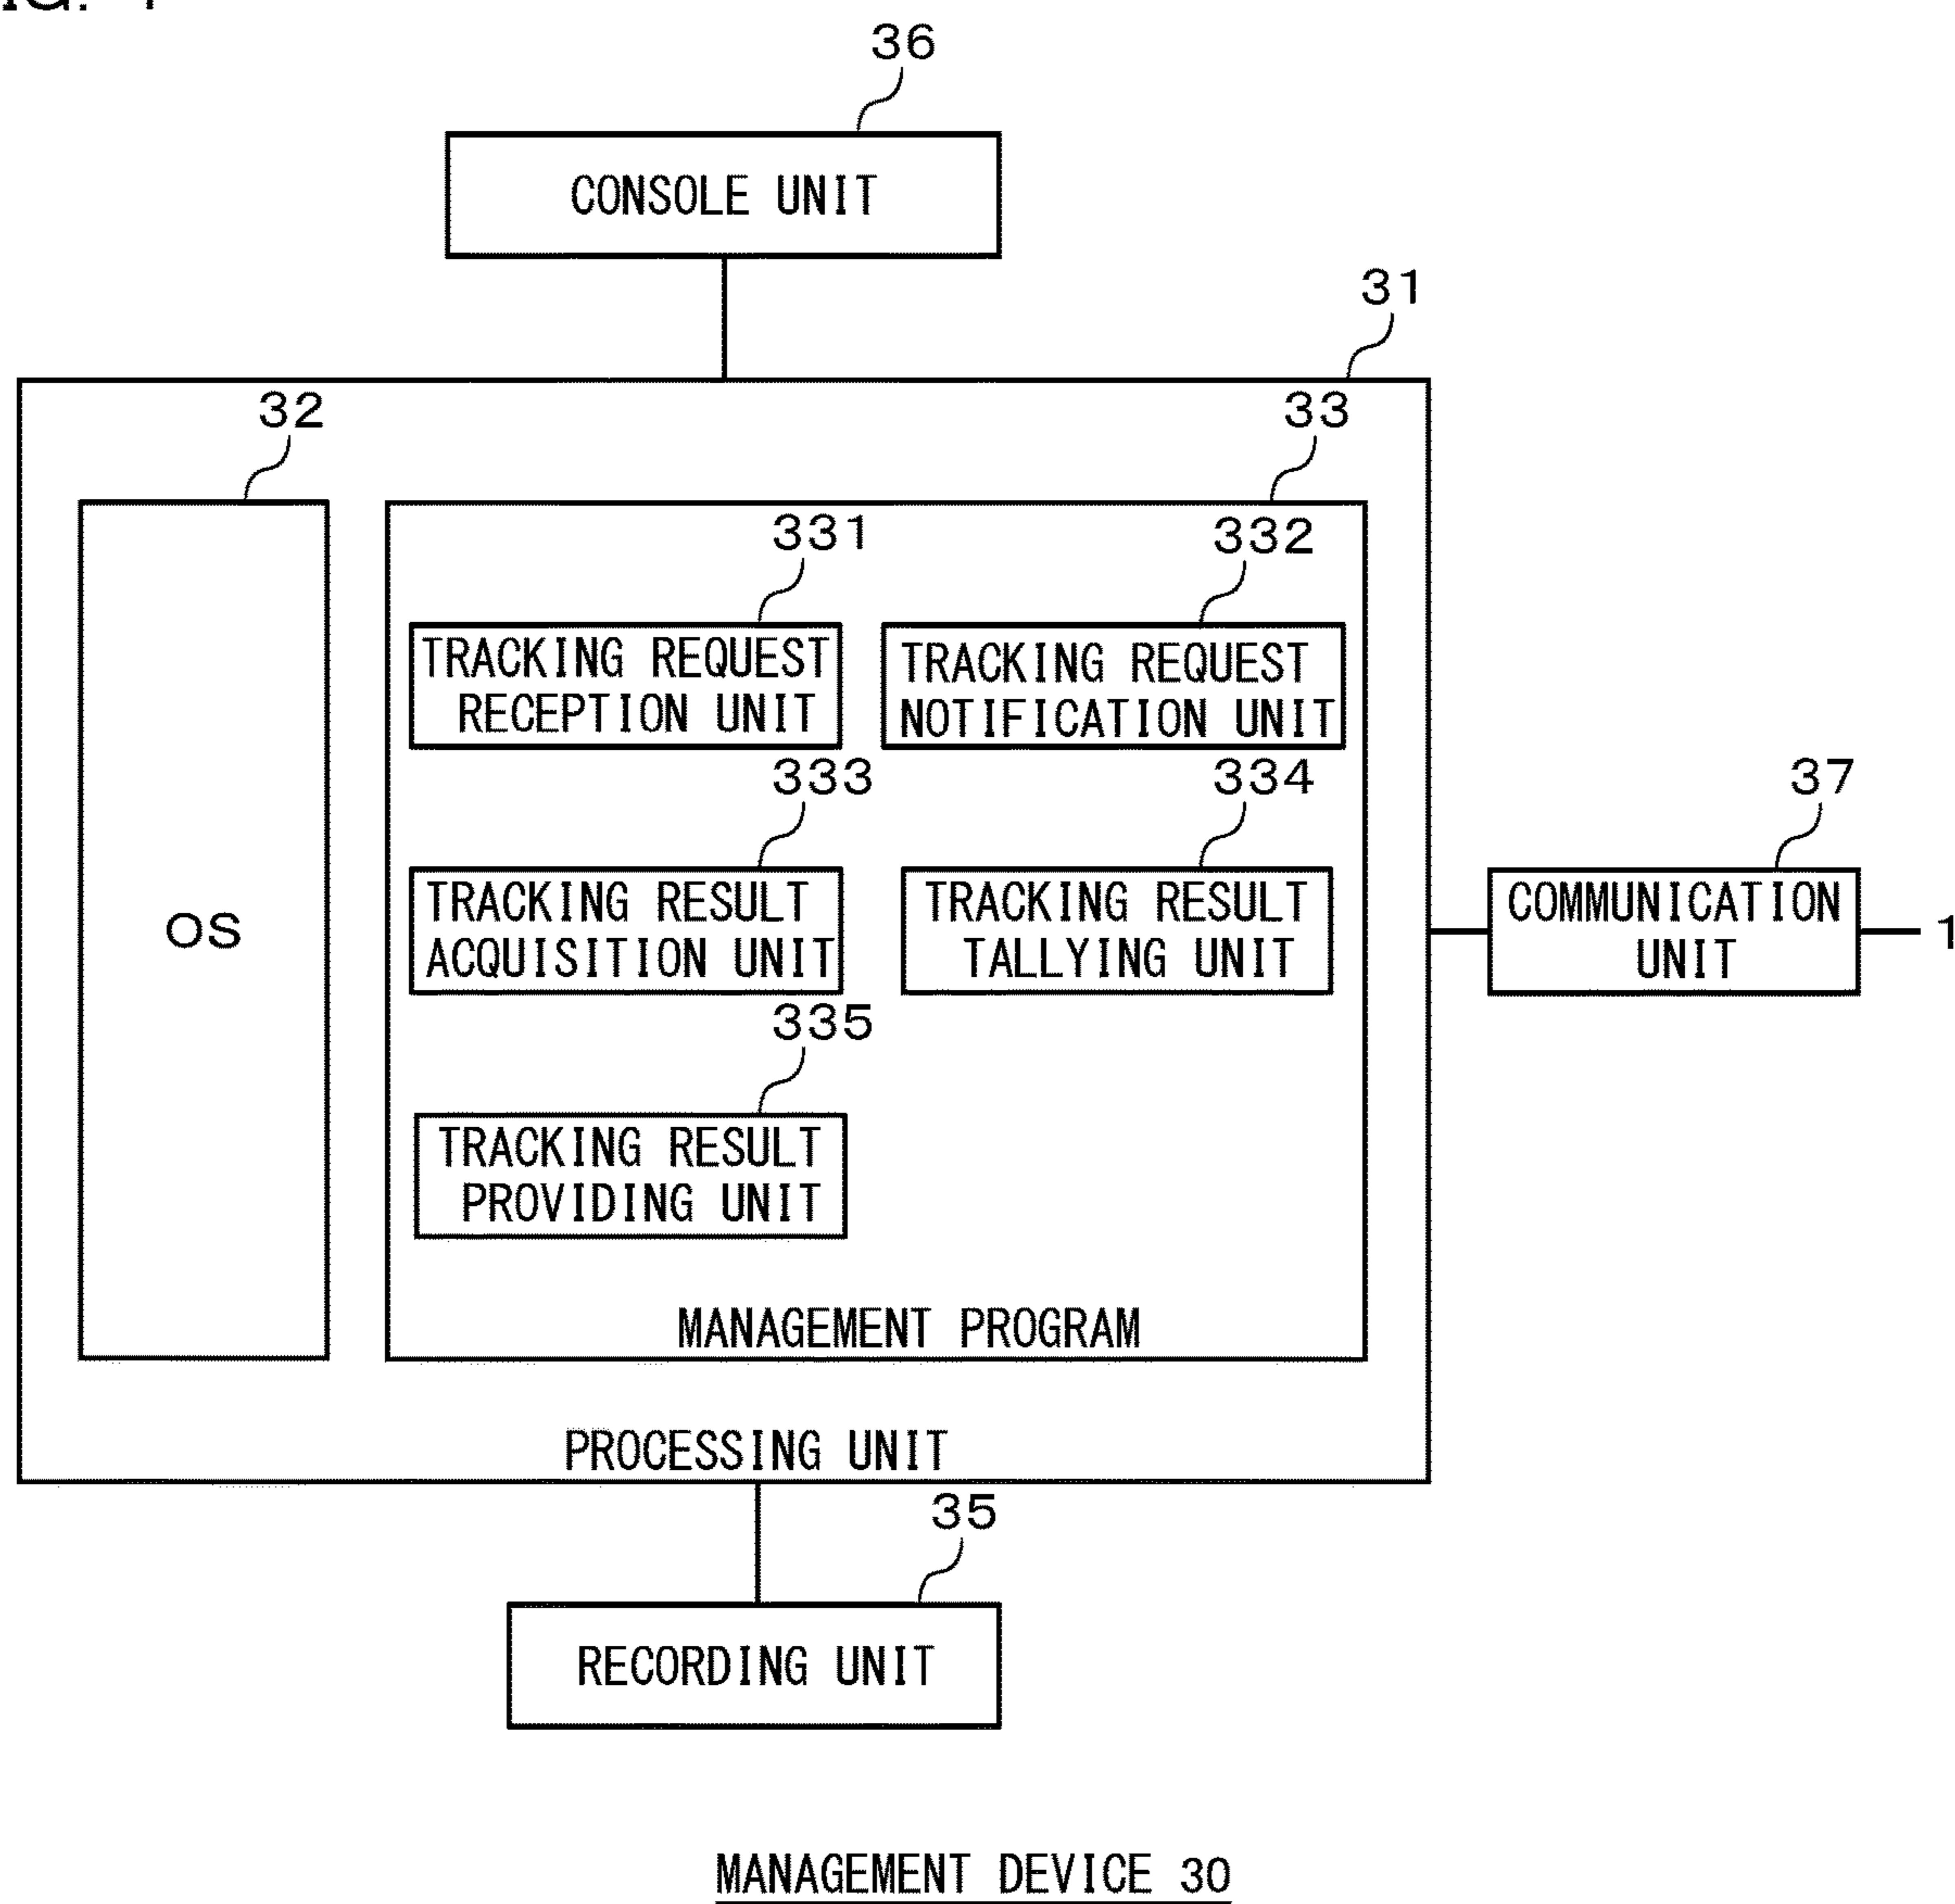 36
CONSOLE UNIT
31
32
33
331
332
TRACKING REQUEST
RECEPTION UNIT
TRACKING REQUEST
NOTIFICATION UNIT
333
334
37
TRACKING RESULT
ACQUISITION UNIT
TRACKING RESULT
TALLYING UNIT
OS
COMMUNICATION
UNIT
1
335
TRACKING RESULT
PROVIDING UNIT
MANAGEMENT PROGRAM
PROCESSING UNIT
35
RECORDING UNIT
MANAGEMENT DEVICE 30